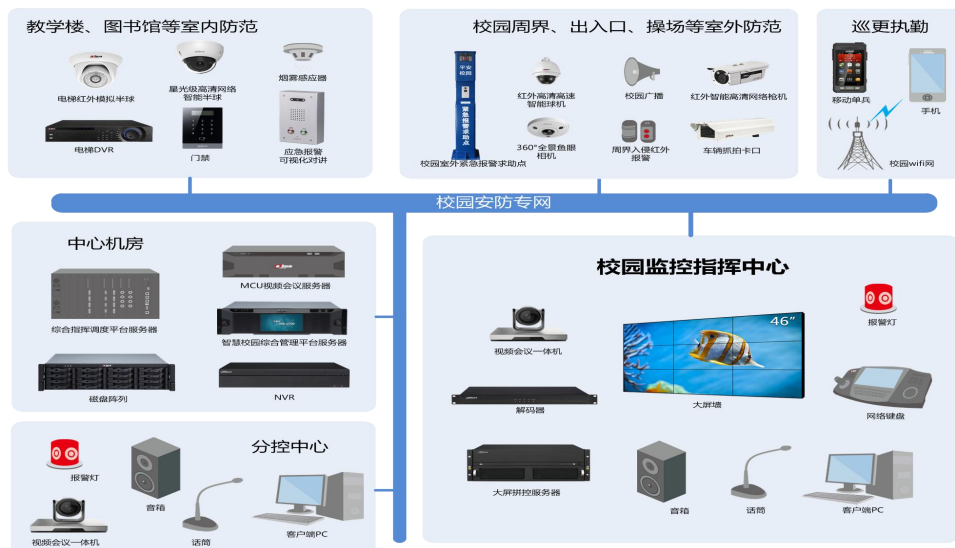 教学楼、图书馆等室内防范
电梯红外模拟半球
星光级高清网络
智能半球
烟雾感应器
电梯DVR
门禁
应急报警
可视化对讲
校园周界、出入口、操场等室外防范
平安
校园
紧急报警求助点
校园室外紧急报警求助点
红外高清高速
智能球机
校园广播
红外智能高清网络枪机
360°全景鱼眼
相机
周界入侵红外
报警
车辆抓拍卡口
巡更执勤
移动单兵
手机
校园wifi网
校园安防专网
中心机房
综合指挥调度平台服务器
MCU视频会议服务器
智慧校园综合管理平台服务器
磁盘阵列
NVR
分控中心
报警灯
音箱
视频会议一体机
话筒
客户端PC
校园监控指挥中心
视频会议一体机
46”
大屏墙
报警灯
解码器
网络键盘
大屏拼控服务器
音箱
话筒
客户端PC